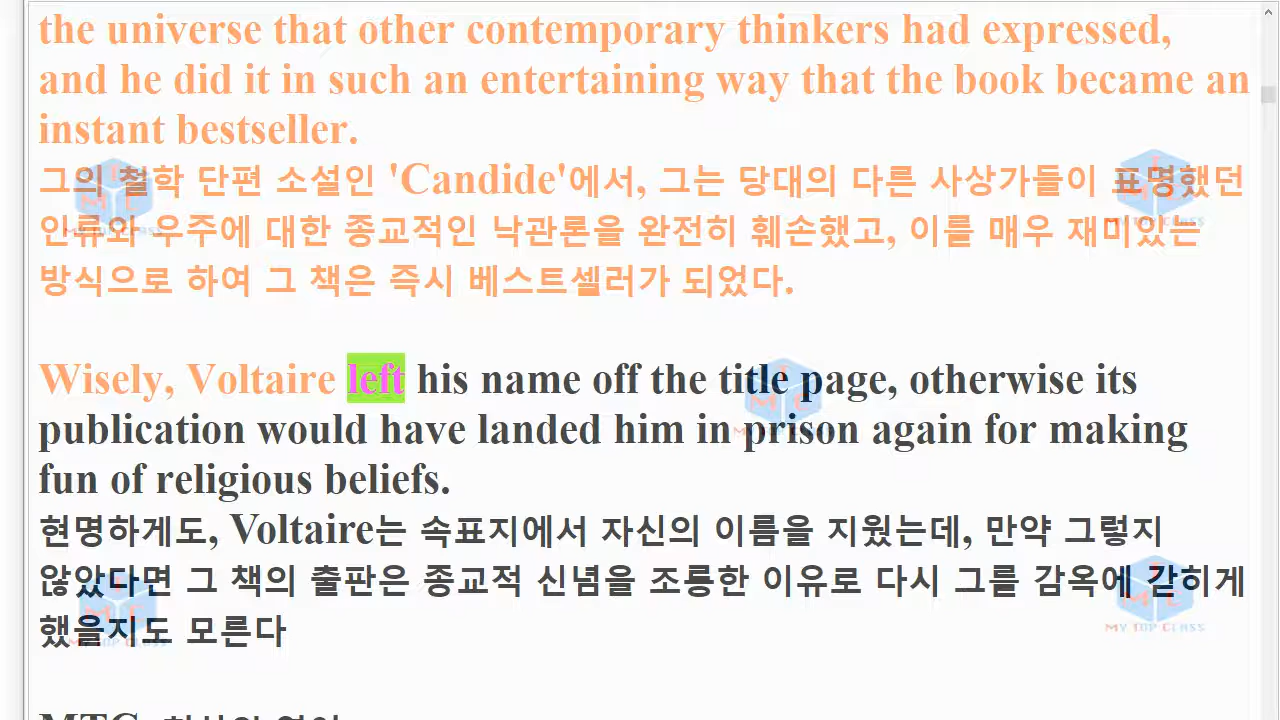 the universe that other contemporary thinkers had expressed,
and he did it in such an entertaining way that the book became an
instant bestseller.
그의 철학 단편 소설인 'Candide'에서, 그는 당대의 다른 사상가들이 표명했던
인류와 우주에 대한 종교적인 낙관론을 완전히 훼손했고, 이를 매우 재미있는
방식으로 하여 그 책은 즉시 베스트셀러가 되었다.
Wisely, Voltaire left his name off the title page, otherwise its
publication would have landed him in prison again for making
fun of religious beliefs.
현명하게도, Voltaire는 속표지에서 자신의 이름을 지웠는데, 만약 그렇지
않았다면 그 책의 출판은 종교적 신념을 조롱한 이유로 다시 그를 감옥에 갇히게
했을지도 모른다
MY TOP CLASS